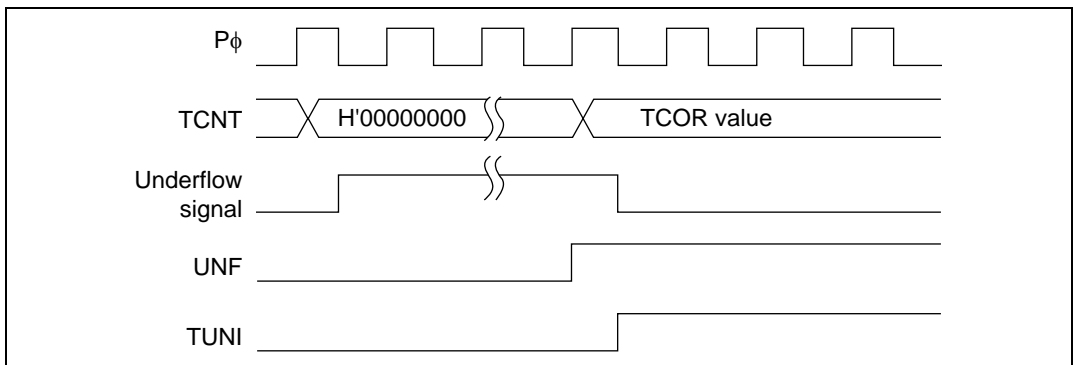 Pϕ
TCNT
H'00000000
TCOR value
Underflow
signal
UNF
TUNI